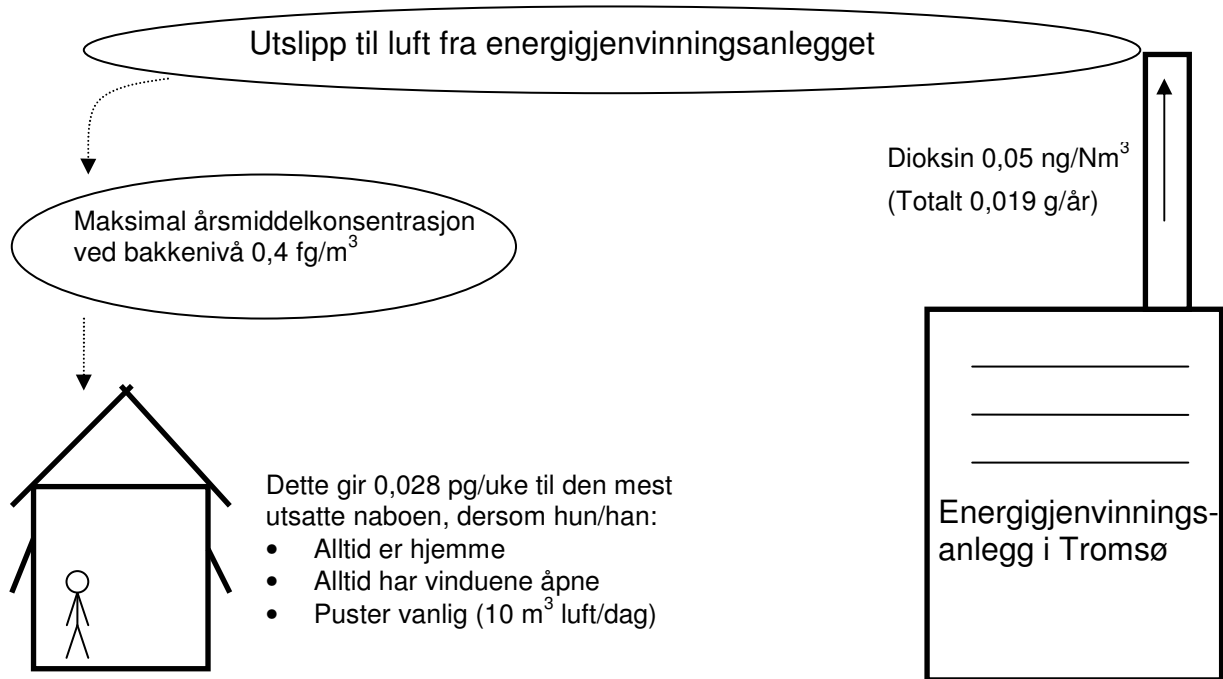 Utslipp til luft fra energigjenvinningsanlegget
Dioksin 0,05 ng/Nm³
(Totalt 0,019 g/år)
Maksimal årsmiddelkonsentrasjon
ved bakkenivå 0,4 fg/m³
Dette gir 0,028 pg/uke til den mest
utsatte naboen, dersom hun/han:
• Alltid er hjemme
• Alltid har vinduene åpne
• Puster vanlig (10 m³ luft/dag)
Energigjenvinnings-
anlegg i Tromsø